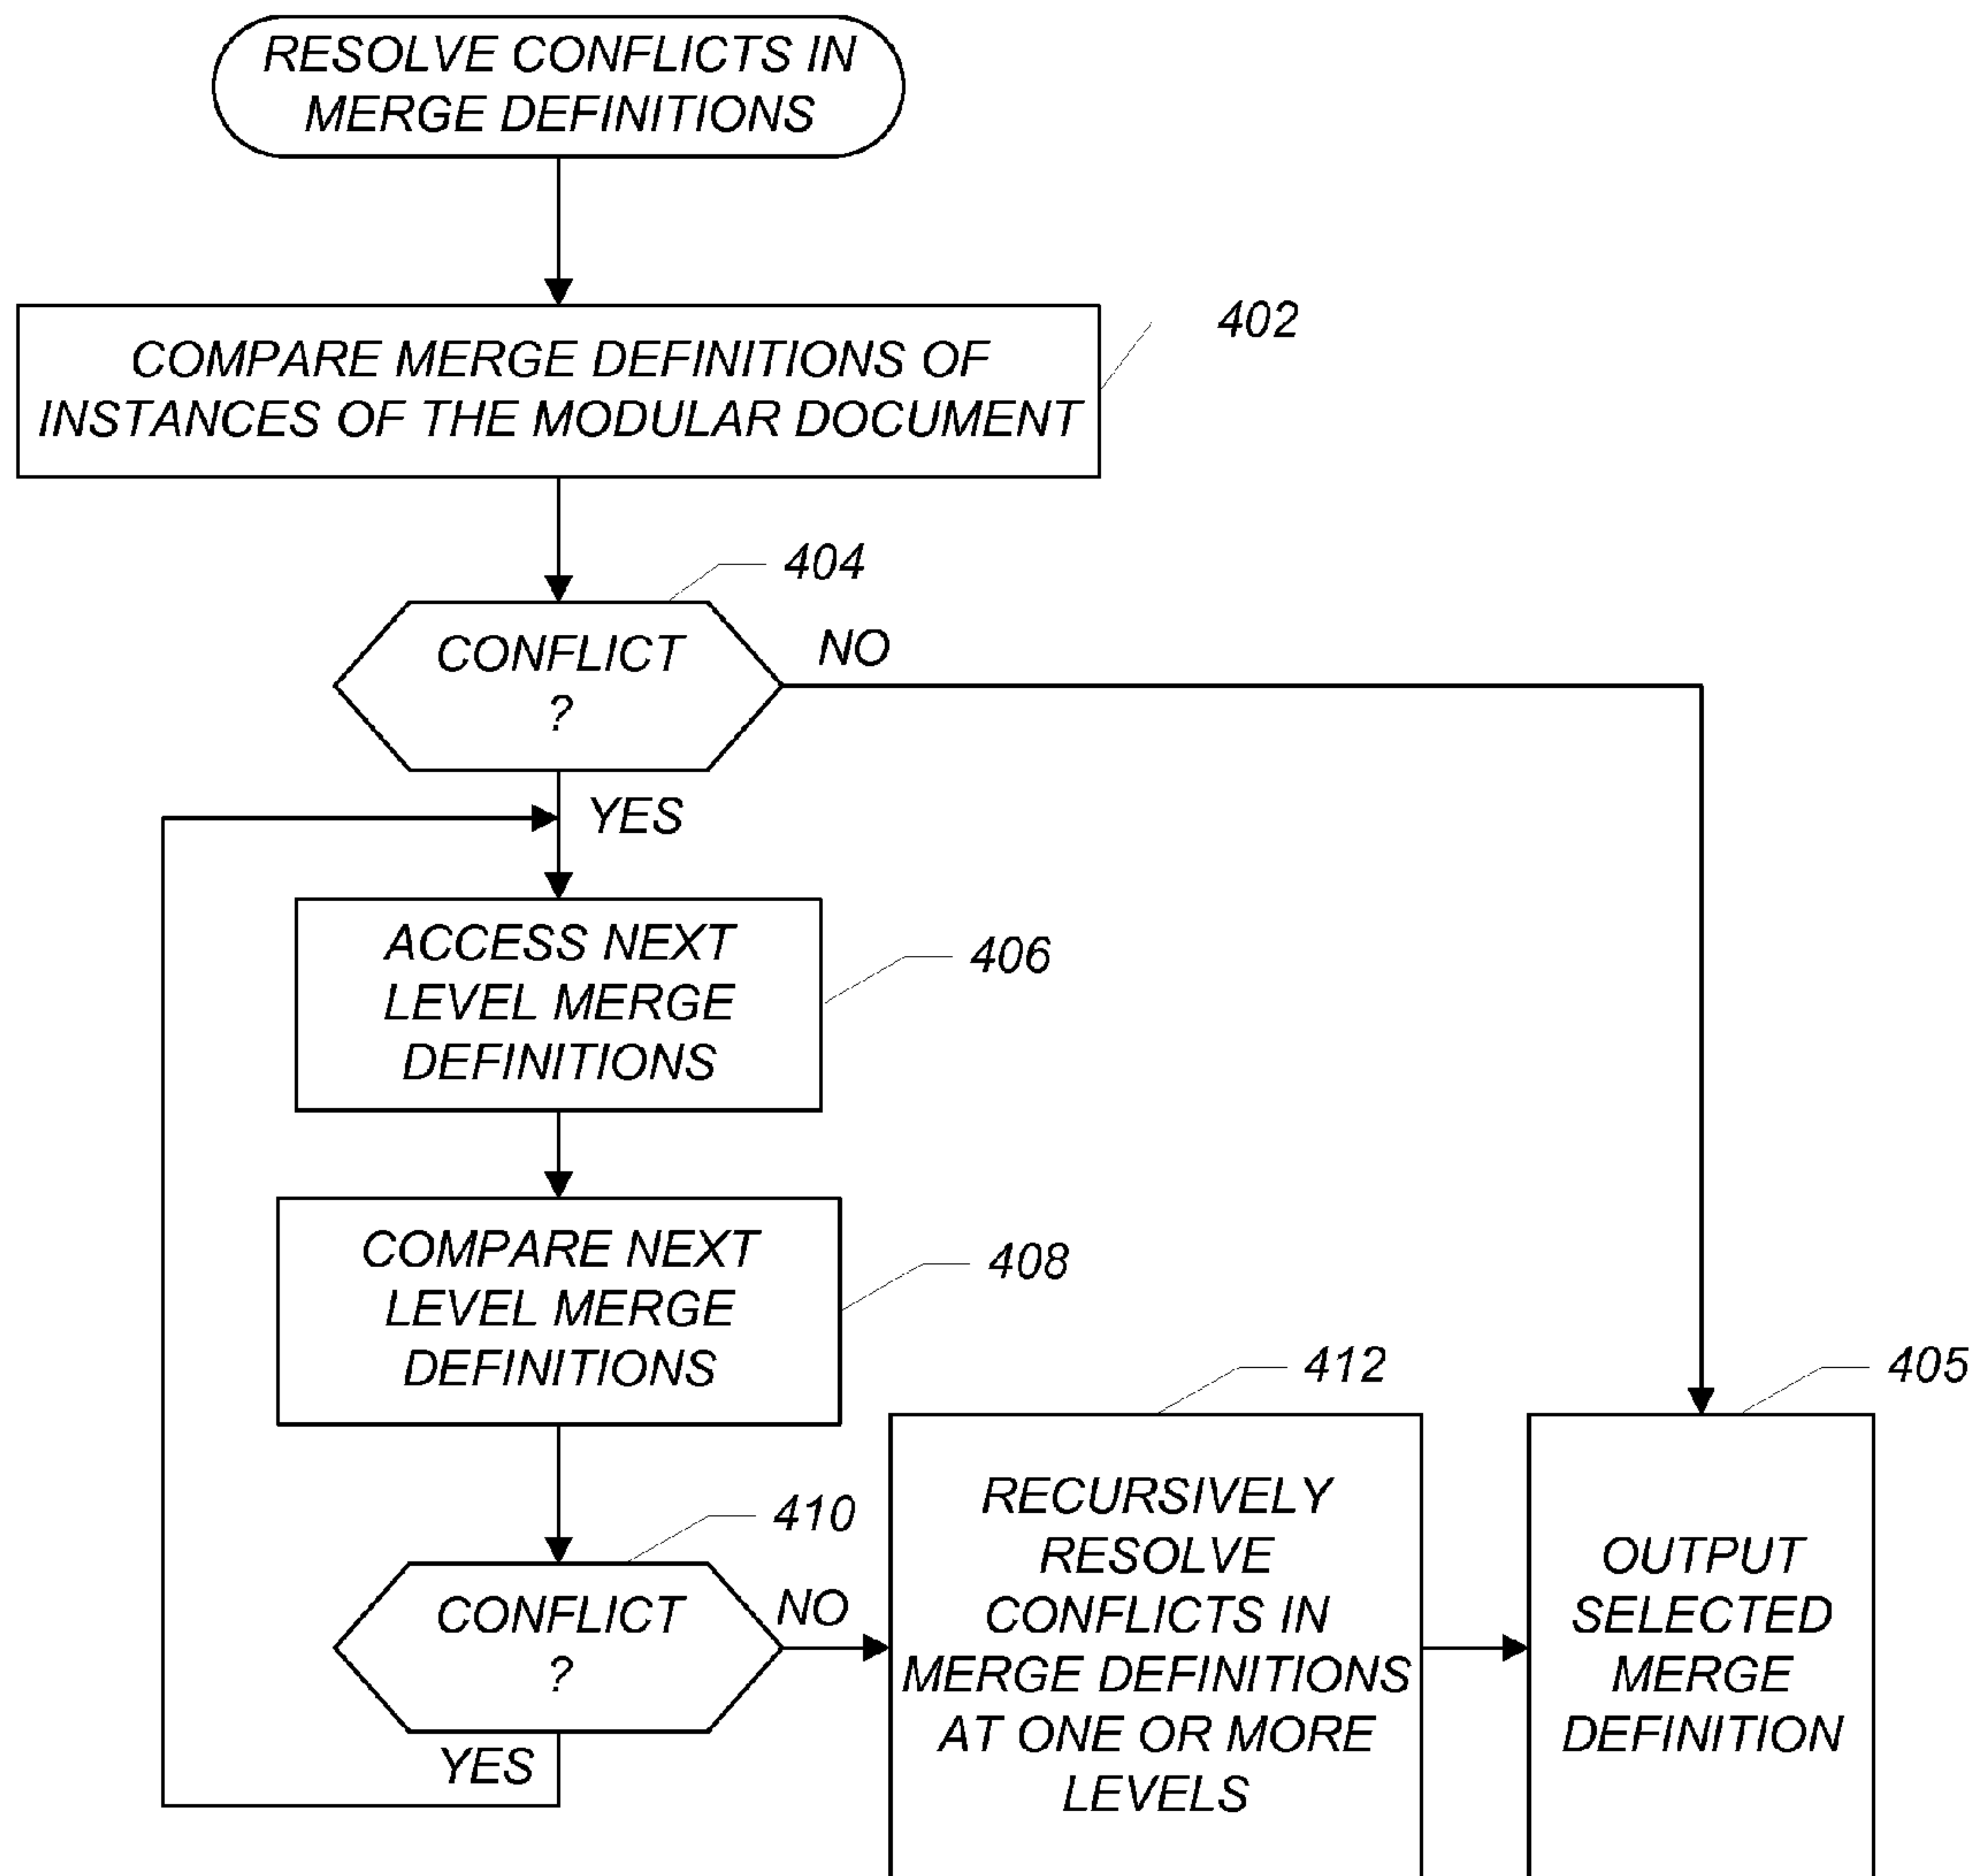 RESOLVE CONFLICTS IN
MERGE DEFINITIONS
402
COMPARE MERGE DEFINITIONS OF
INSTANCES OF THE MODULAR DOCUMENT
404
CONFLICT
?
NO
YES
ACCESS NEXT
LEVEL MERGE
DEFINITIONS
406
COMPARE NEXT
LEVEL MERGE
DEFINITIONS
408
410
CONFLICT
?
NO
YES
412
RECURSIVELY
RESOLVE
CONFLICTS IN
MERGE DEFINITIONS
AT ONE OR MORE
LEVELS
405
OUTPUT
SELECTED
MERGE
DEFINITION